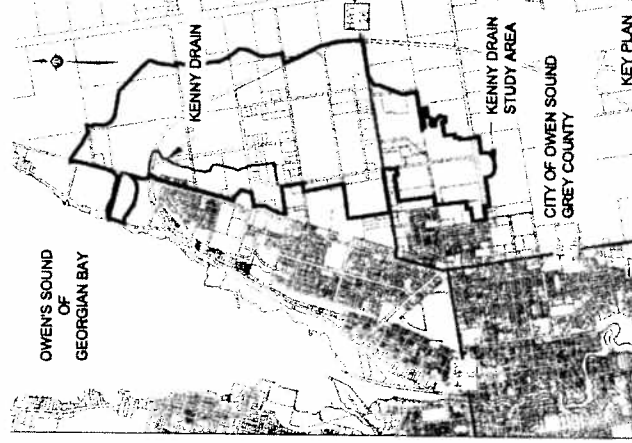 OWEN'S SOUND
OF
GEORGIAN BAY
KENNY DRAIN
KENNY DRAIN
STUDY AREA
CITY OF OWEN SOUND
GREY COUNTY
KEY PLAN